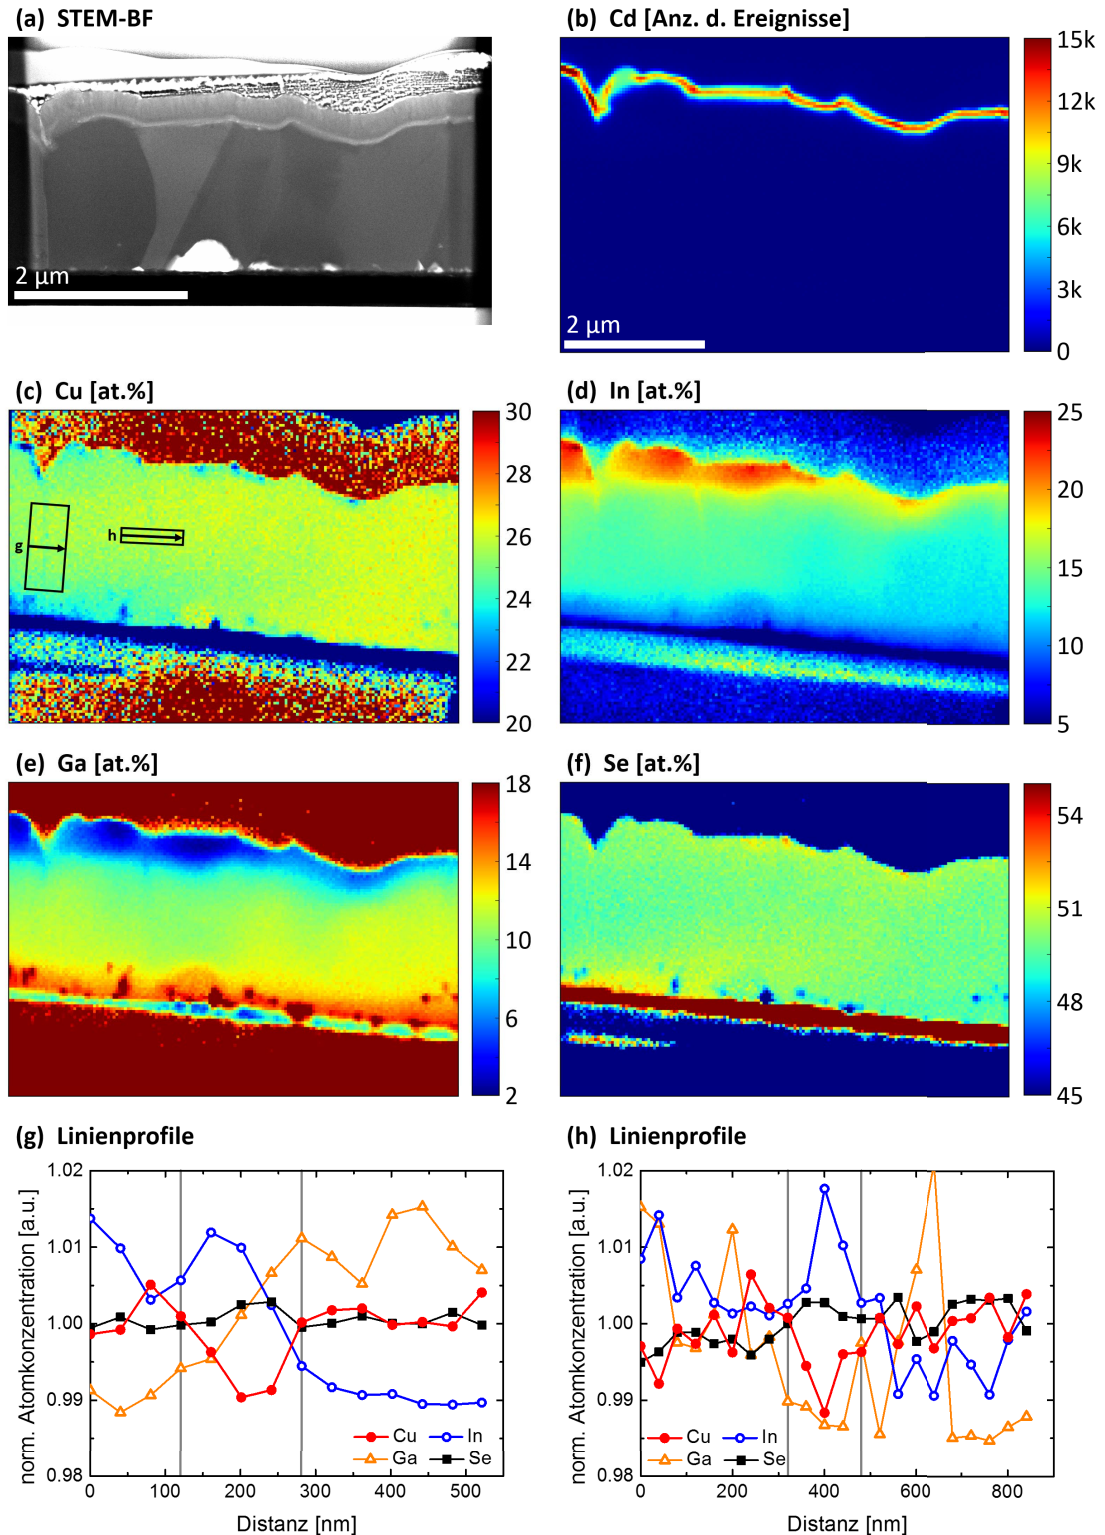 (a) STEM-BF
(b) Cd [Anz. d. Ereignisse]
2 µm
2 µm
15k
12k
9k
6k
3k
0
(c) Cu [at.%]
(d) In [at.%]
g
h
30
28
26
24
22
20
25
20
15
10
5
(e) Ga [at.%]
(f) Se [at.%]
18
14
10
6
2
54
51
48
45
(g) Linienprofile
(h) Linienprofile
norm. Atomkonzentration [a.u.]
1.02
1.01
1.00
0.99
0.98
Cu In
Ga Se
0 100 200 300 400 500
Distanz [nm]
norm. Atomkonzentration [a.u.]
1.02
1.01
1.00
0.99
0.98
Cu In
Ga Se
0 200 400 600 800
Distanz [nm]